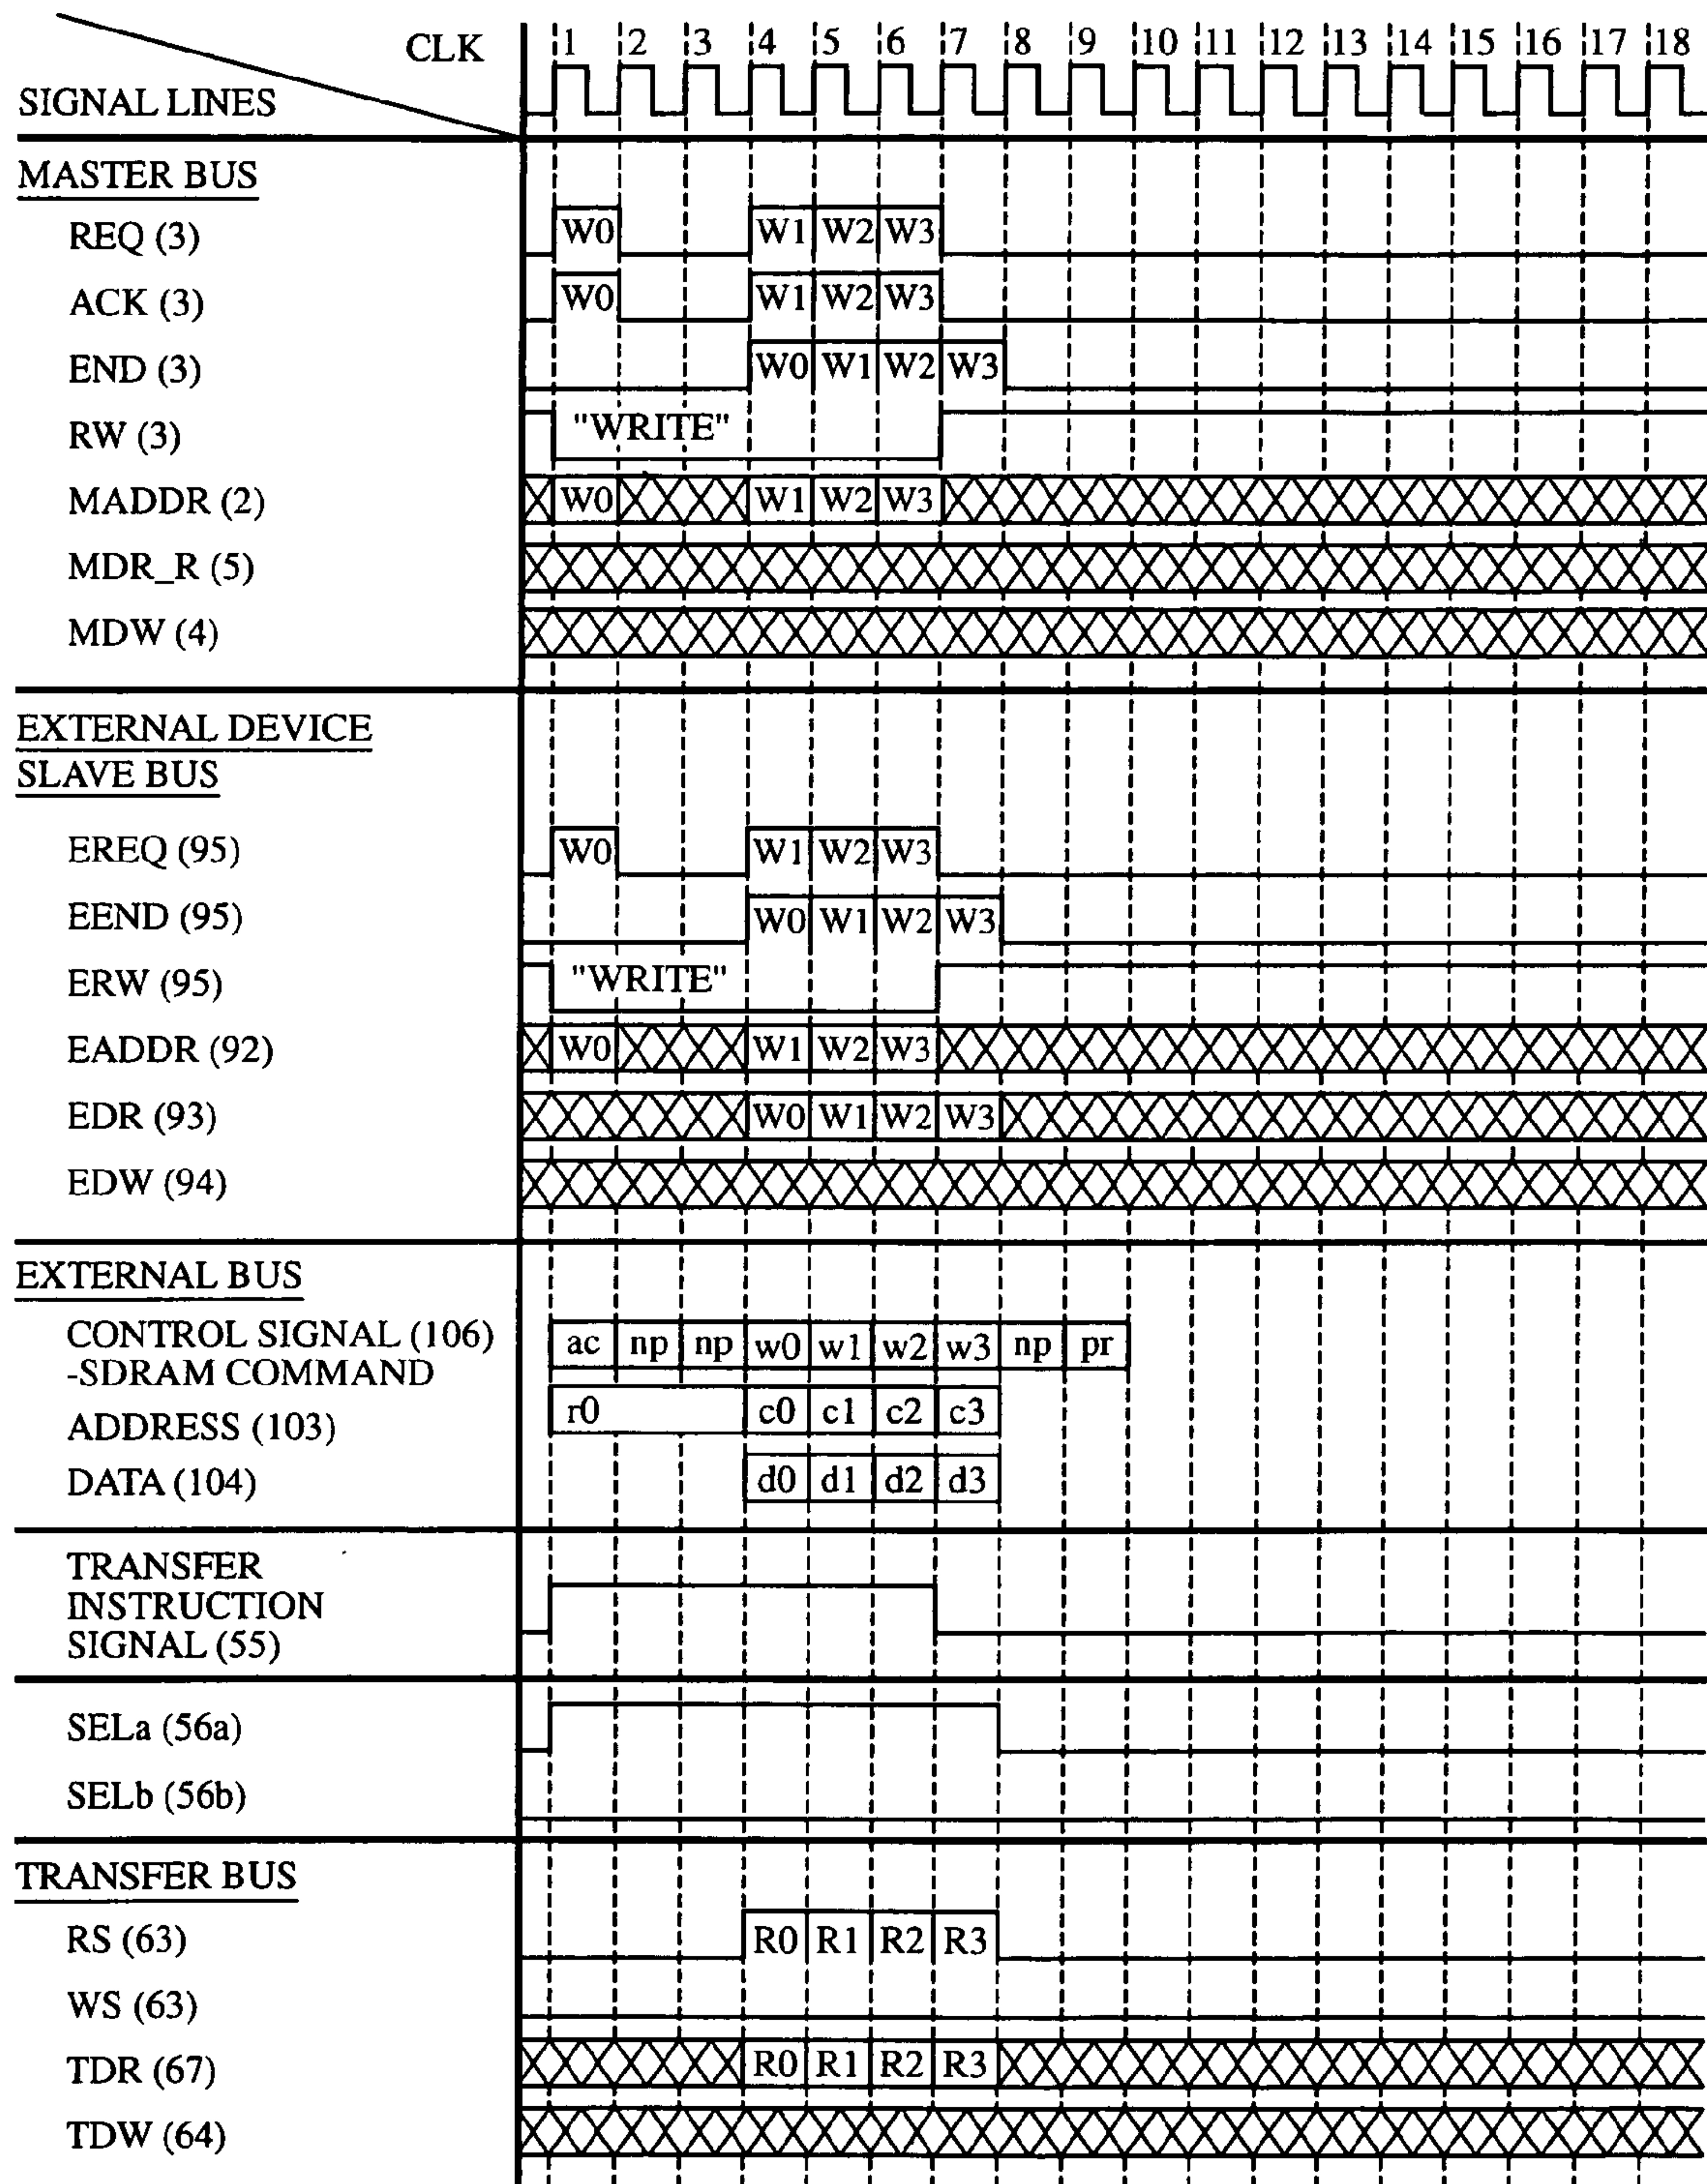 CLK 1 2 3 4 5 6 7 8 9 10 11 12 13 14 15 16 17 18
SIGNAL LINES
MASTER BUS
REQ (3) W0 W1 W2 W3
ACK (3) W0 W1 W2 W3
END (3) W0 W1 W2 W3
RW (3) "WRITE"
MADDR (2) W0 W1 W2 W3
MDR_R (5)
MDW (4)
EXTERNAL DEVICE
SLAVE BUS
EREQ (95) W0 W1 W2 W3
EEND (95) W0 W1 W2 W3
ERW (95) "WRITE"
EADDR (92) W0 W1 W2 W3
EDR (93) W0 W1 W2 W3
EDW (94)
EXTERNAL BUS
CONTROL SIGNAL (106) ac np np w0 w1 w2 w3 np pr
-SDRAM COMMAND
ADDRESS (103) r0 c0 c1 c2 c3
DATA (104) d0 d1 d2 d3
TRANSFER
INSTRUCTION
SIGNAL (55)
SELa (56a)
SELb (56b)
TRANSFER BUS
RS (63) R0 R1 R2 R3
WS (63)
TDR (67) R0 R1 R2 R3
TDW (64)